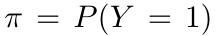 π = P(Y = 1)